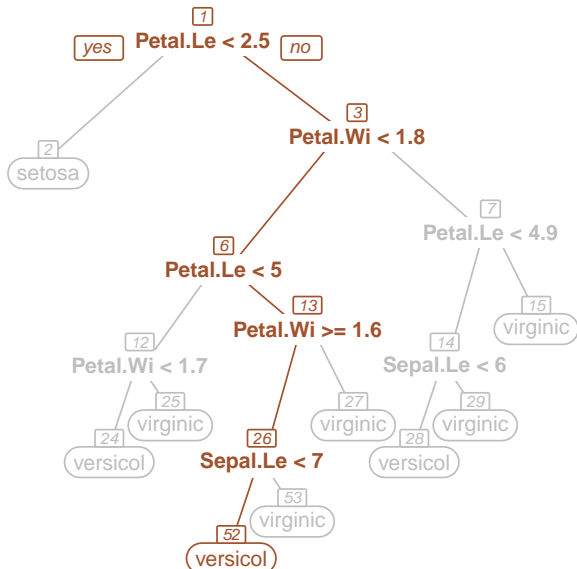 1
yes Petal.Le < 2.5 no
3
Petal.Wi < 1.8
2
setosa
7
Petal.Le < 4.9
6
Petal.Le < 5
13
Petal.Wi >= 1.6
15
virginic
12
Petal.Wi < 1.7
14
Sepal.Le < 6
25
virginic
27
virginic
29
virginic
24
versicol
26
Sepal.Le < 7
28
versicol
53
virginic
52
versicol